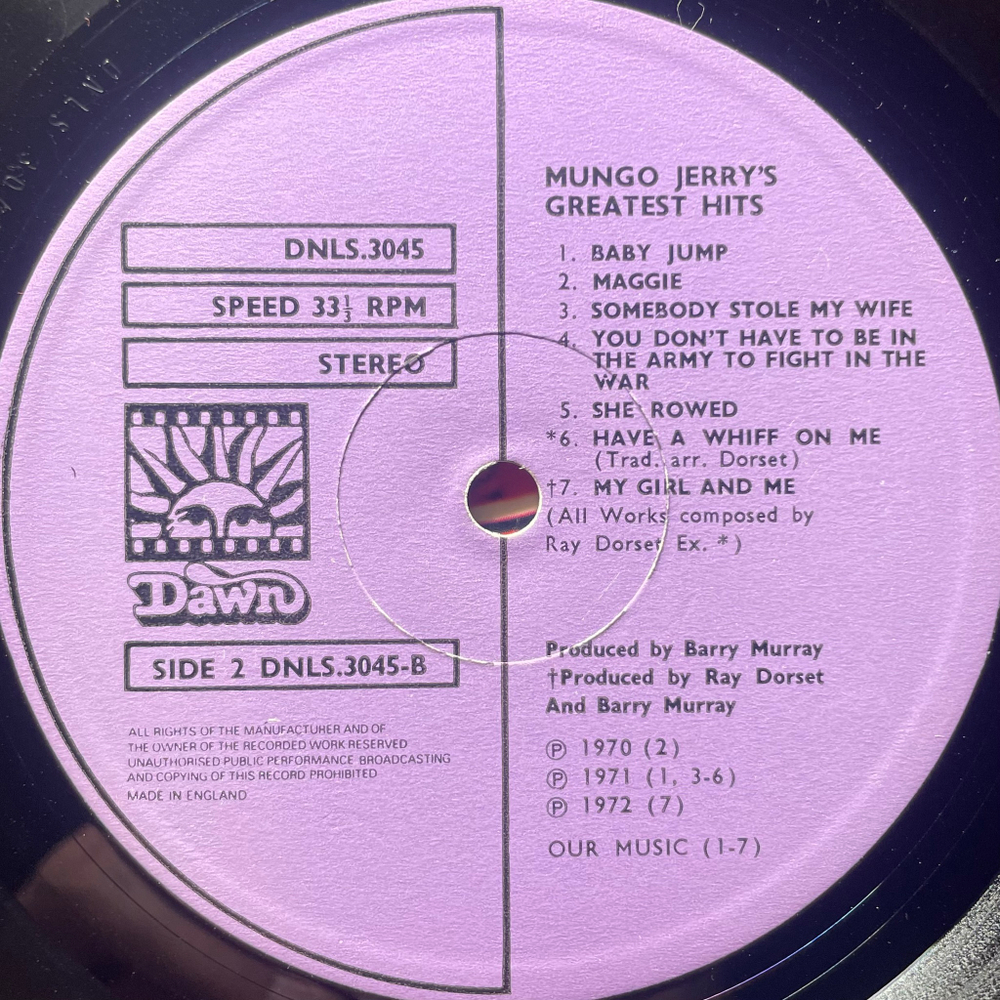 DNLS.3045
SPEED 33⅓ RPM
STEREO
Dawn
SIDE 2 DNLS.3045-B
ALL RIGHTS OF THE MANUFACTURER AND OF
THE OWNER OF THE RECORDED WORK RESERVED
UNAUTHORISED PUBLIC PERFORMANCE BROADCASTING
AND COPYING OF THIS RECORD PROHIBITED
MADE IN ENGLAND
MUNGO JERRY'S
GREATEST HITS
1. BABY JUMP
2. MAGGIE
3. SOMEBODY STOLE MY WIFE
4. YOU DON'T HAVE TO BE IN
THE ARMY TO FIGHT IN THE
WAR
5. SHE ROWED
*6. HAVE A WHIFF ON ME
(Trad. arr. Dorset)
†7. MY GIRL AND ME
(All Works composed by
Ray Dorset Ex. *)
Produced by Barry Murray
†Produced by Ray Dorset
And Barry Murray
℗ 1970 (2)
℗ 1971 (1, 3-6)
℗ 1972 (7)
OUR MUSIC (1-7)